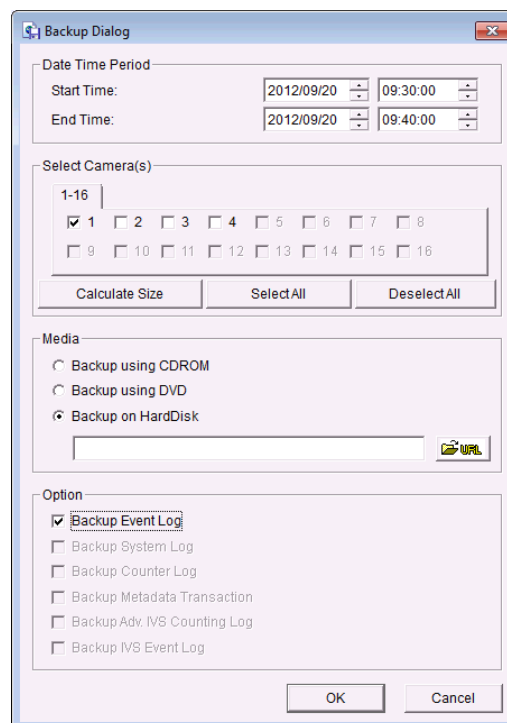 Backup Dialog
Date Time Period
Start Time: 2012/09/20 09:30:00
End Time: 2012/09/20 09:40:00
Select Camera(s)
1-16
1 2 3 4 5 6 7 8
9 10 11 12 13 14 15 16
Calculate Size Select All Deselect All
Media
Backup using CDROM
Backup using DVD
Backup on HardDisk
URL
Option
Backup Event Log
Backup System Log
Backup Counter Log
Backup Metadata Transaction
Backup Adv. IVS Counting Log
Backup IVS Event Log
OK Cancel